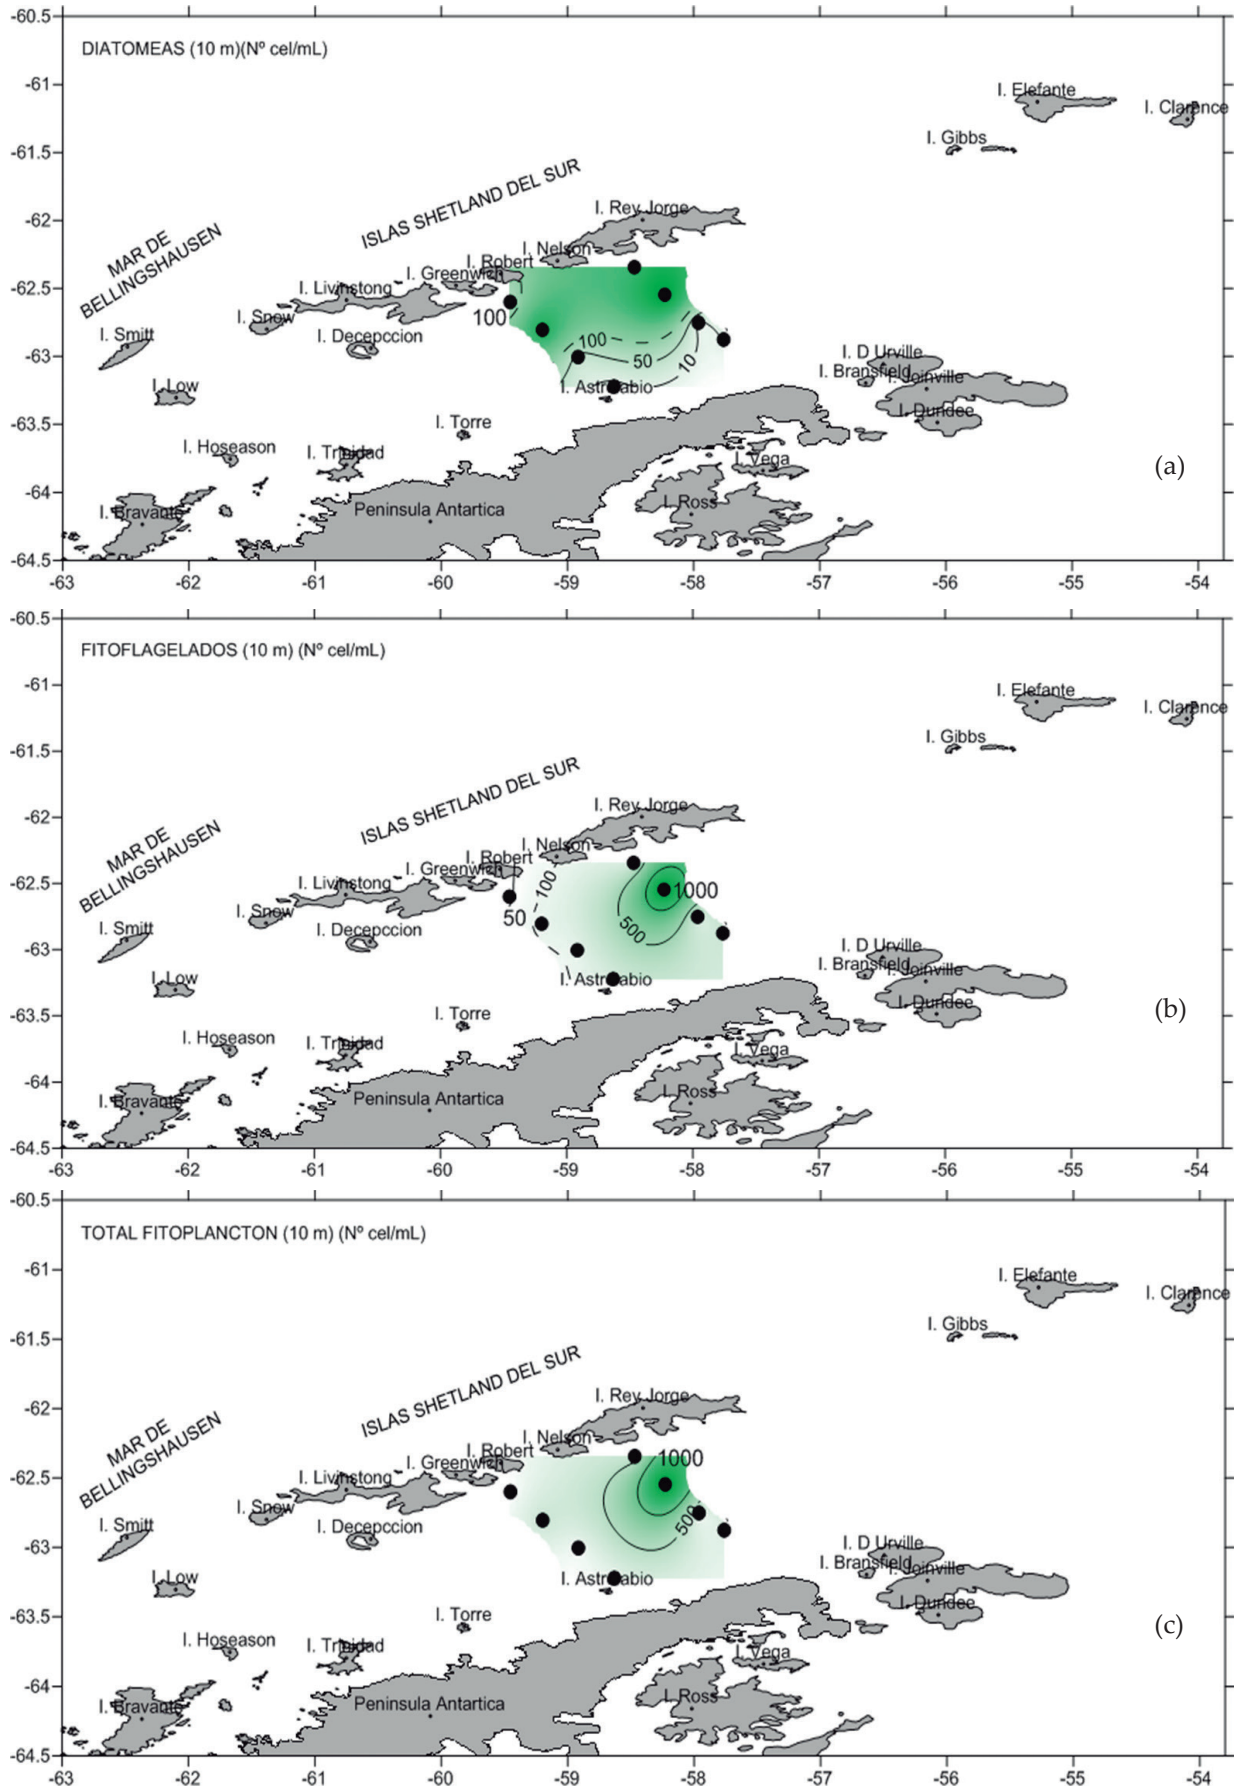 -60.5
DIATOMEAS (10 m)(Nº cel/mL)
-61
I. Elefante
I. Clarence
I. Gibbs
-61.5
ISLAS SHETLAND DEL SUR
-62
I. Rey Jorge
MAR DE
BELLINGSHAUSEN
I. Nelson
I. Robert
I. Greenwich
-62.5
I. Livinstong
100
I. Snow
I. Smitt
I. Decepccion
100
50
10
-63
I. D Urville
I. Bransfield
I. Joinville
I. Low
I. Astrolabio
I. Dundee
-63.5
I. Torre
I. Hoseason
I. Trinidad
I. Vega
(a)
-64
I. Bravante
Peninsula Antartica
I. Ross
-64.5
-63 -62 -61 -60 -59 -58 -57 -56 -55 -54
-60.5
FITOFLAGELADOS (10 m) (Nº cel/mL)
-61
I. Elefante
I. Clarence
I. Gibbs
-61.5
ISLAS SHETLAND DEL SUR
-62
I. Rey Jorge
MAR DE
BELLINGSHAUSEN
I. Nelson
I. Robert
I. Greenwich
-62.5
I. Livinstong
100
1000
50
500
I. Snow
I. Smitt
I. Decepccion
-63
I. D Urville
I. Bransfield
I. Joinville
I. Low
I. Astrolabio
I. Dundee
-63.5
I. Torre
I. Hoseason
I. Trinidad
I. Vega
(b)
-64
I. Bravante
Peninsula Antartica
I. Ross
-64.5
-63 -62 -61 -60 -59 -58 -57 -56 -55 -54
-60.5
TOTAL FITOPLANCTON (10 m) (Nº cel/mL)
-61
I. Elefante
I. Clarence
I. Gibbs
-61.5
ISLAS SHETLAND DEL SUR
-62
I. Rey Jorge
MAR DE
BELLINGSHAUSEN
I. Nelson
I. Robert
1000
I. Greenwich
-62.5
I. Livinstong
500
I. Snow
I. Smitt
I. Decepccion
-63
I. D Urville
I. Bransfield
I. Joinville
I. Low
I. Astrolabio
I. Dundee
-63.5
I. Torre
I. Hoseason
I. Trinidad
I. Vega
(c)
-64
I. Bravante
Peninsula Antartica
I. Ross
-64.5
-63 -62 -61 -60 -59 -58 -57 -56 -55 -54